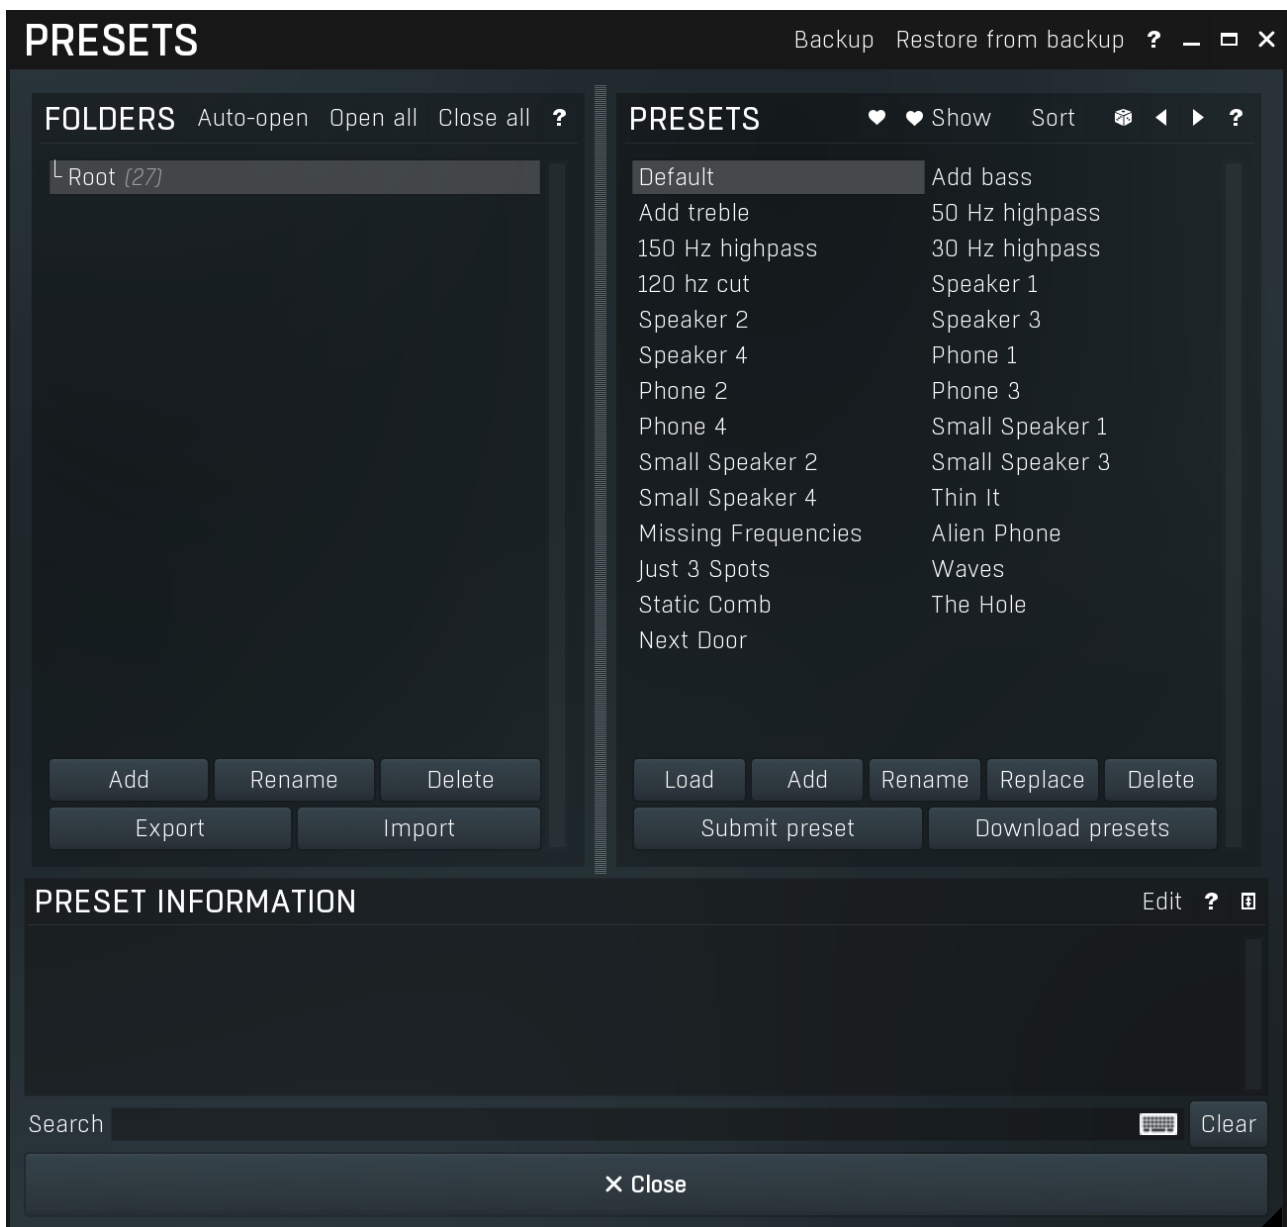 PRESETS Backup Restore from backup ?
FOLDERS Auto-open Open all Close all ?
Root (27)
Add Rename Delete
Export Import
PRESETS Show Sort ?
Default Add bass
Add treble 50 Hz highpass
150 Hz highpass 30 Hz highpass
120 hz cut Speaker 1
Speaker 2 Speaker 3
Speaker 4 Phone 1
Phone 2 Phone 3
Phone 4 Small Speaker 1
Small Speaker 2 Small Speaker 3
Small Speaker 4 Thin It
Missing Frequencies Alien Phone
Just 3 Spots Waves
Static Comb The Hole
Next Door
Load Add Rename Replace Delete
Submit preset Download presets
PRESET INFORMATION Edit ?
Search Clear
Close